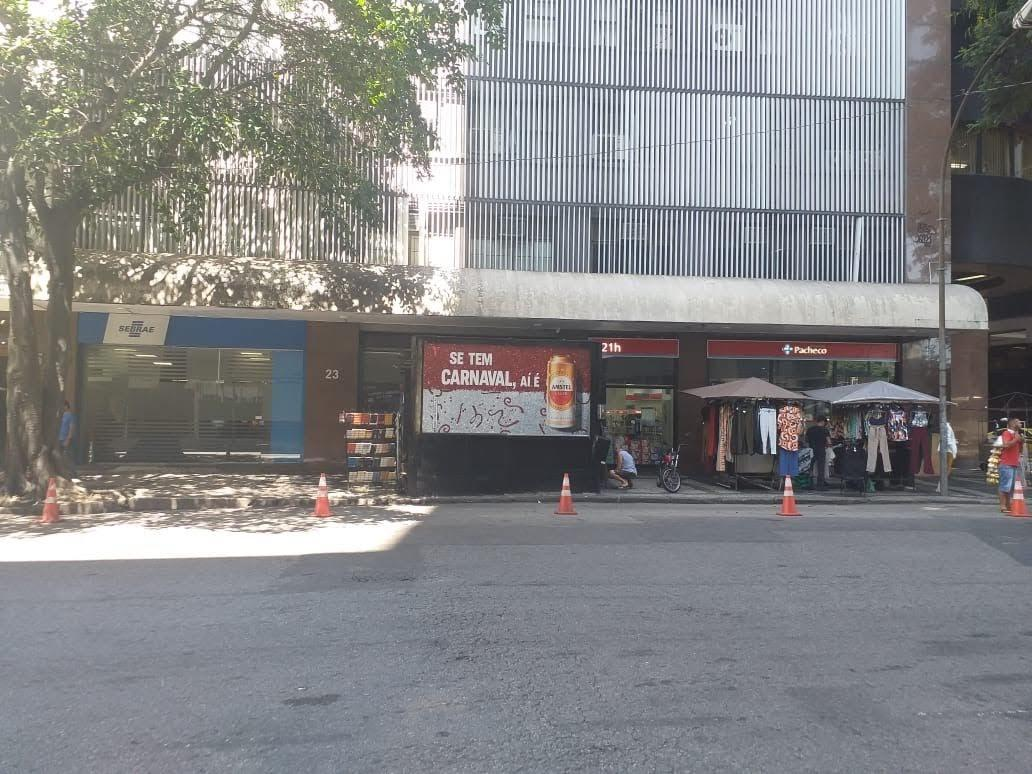 SEBRAE
23
SE TEM
CARNAVAL, AÍ É
AMSTEL
21h
Pacheco